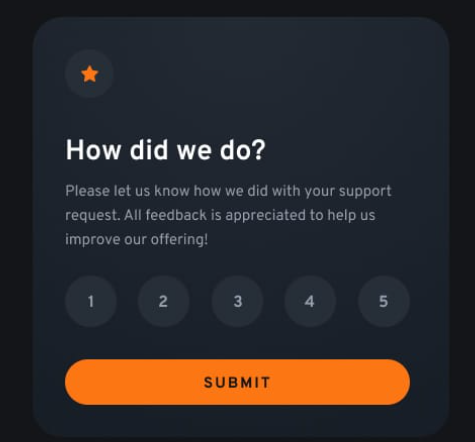 How did we do?
Please let us know how we did with your support
request. All feedback is appreciated to help us
improve our offering!
1 2 3 4 5
SUBMIT